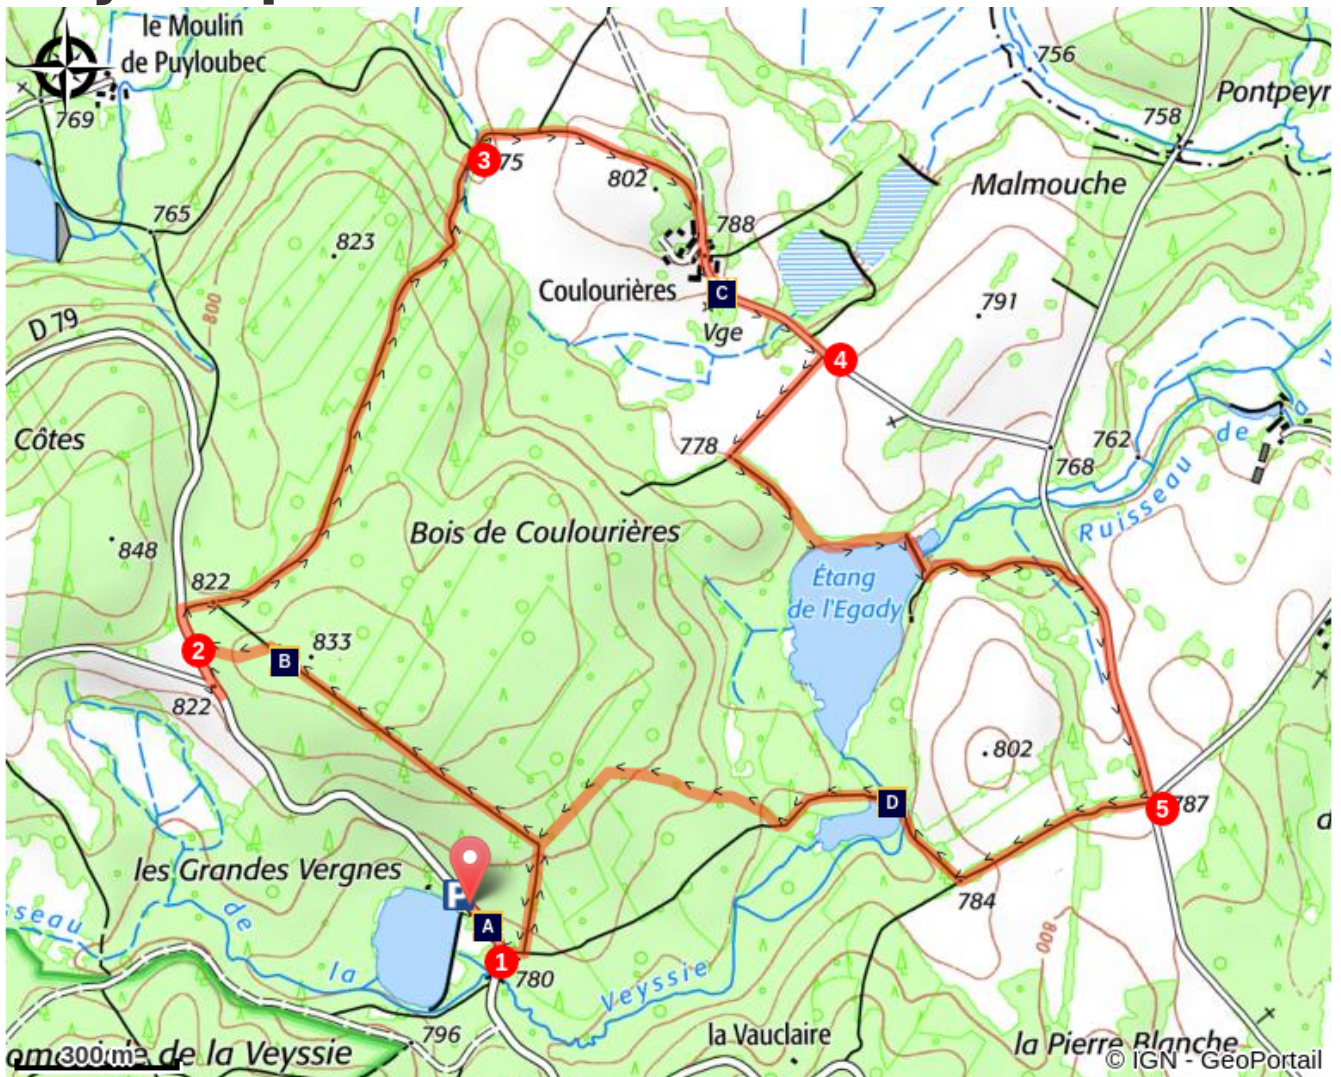 le Moulin
de Puyloubec
769
756
758
Malmouche
3
75
802
765
788
823
800
Coulourières
C
791
Vge
D 79
4
Côtes
778
762
de
la
768
Ruisseau
848
Bois de Coulourières
Étang
de l'Egady
822
2
B
833
822
802
D
5
787
les Grandes Vergnes
P
784
A
800
de
la
1
780
Veyssie
796
la Vauclaire
la Pierre Blanche
300 m
de la Veyssie
© IGN - GeoPortail